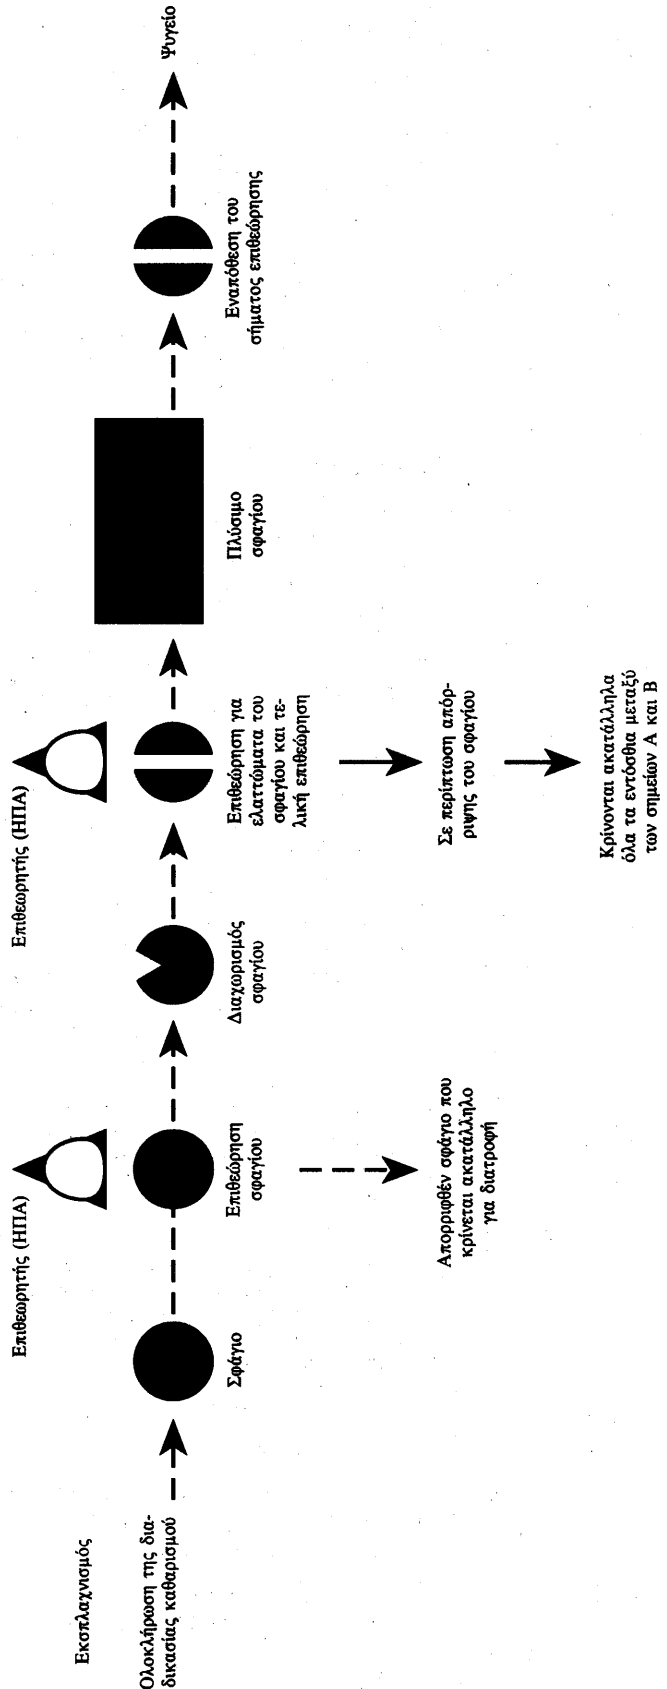 Εκσπλαχνισμός
Ολοκλήρωση της δια-
δικασίας καθαρισμού
Σφάγιο
Επιθεωρητής (ΗΠΑ)
Επιθεώρηση
σφαγίου
Απορριφθέν σφάγιο που
κρίνεται ακατάλληλο
για διατροφή
Διαχωρισμός
σφαγίου
Επιθεωρητής (ΗΠΑ)
Επιθεώρηση για
ελαττώματα του
σφαγίου και τε-
λική επιθεώρηση
Σε περίπτωση απόρ-
ριψης του σφαγίου
Κρίνονται ακατάλληλα
όλα τα εντόσθια μεταξύ
των σημείων Α και Β
Πλύσιμο
σφαγίου
Εναπόθεση του
σήματος επιθεώρησης
Ψυγείο